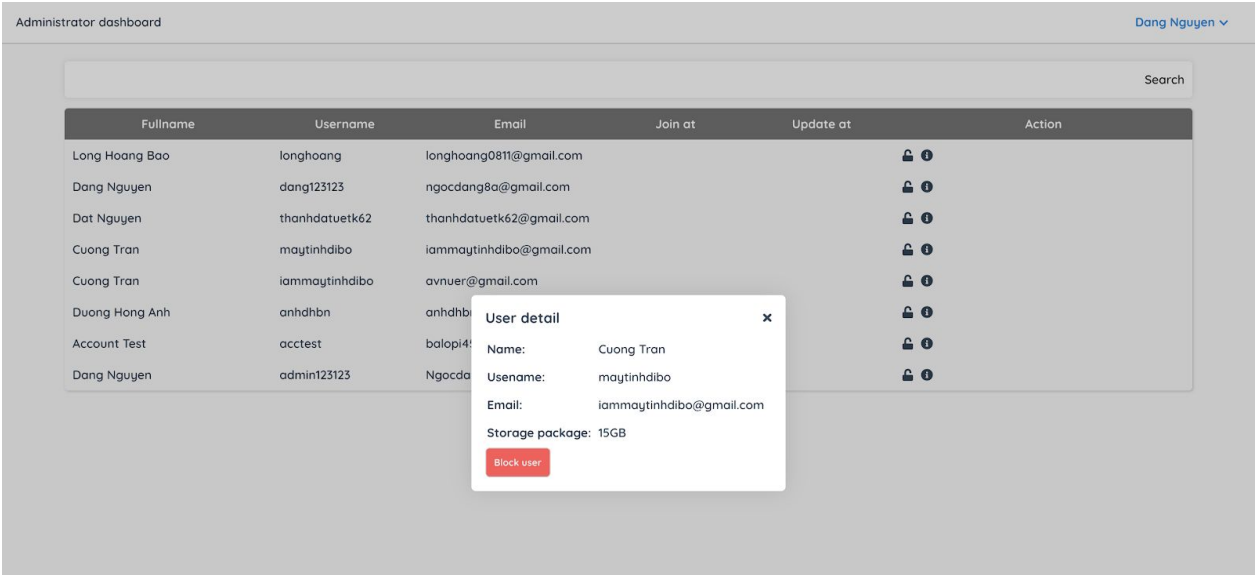 Administrator dashboard Dang Nguyen
Search
Fullname Username Email Join at Update at Action
Long Hoang Bao longhoang longhoang0811@gmail.com
Dang Nguyen dang123123 ngocdang8a@gmail.com
Dat Nguyen thanhdatuetk62 thanhdatuetk62@gmail.com
Cuong Tran maytinhdibo iammaytinhdibo@gmail.com
Cuong Tran iammaytinhdibo avnuer@gmail.com
Duong Hong Anh anhdhbn
Account Test acctest
Dang Nguyen admin123123 Ngocda
User detail
Name: Cuong Tran
Usename: maytinhdibo
Email: iammaytinhdibo@gmail.com
Storage package: 15GB
Block user